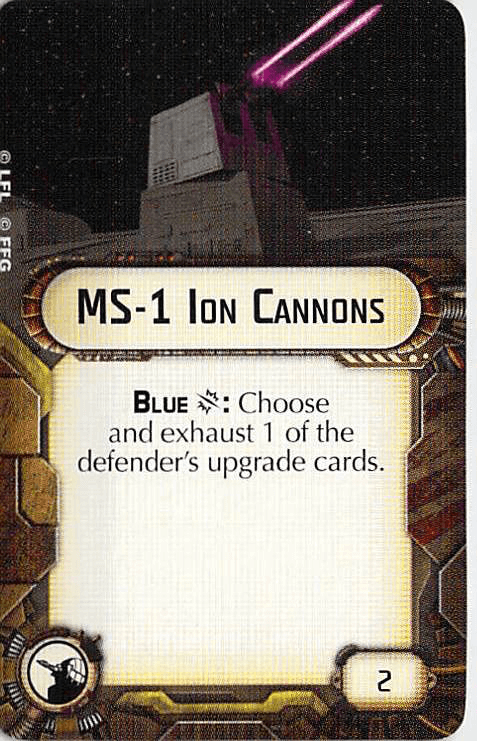 © LFL © FFG
MS-1 ION CANNONS
BLUE : Choose
and exhaust 1 of the
defender's upgrade cards.
2